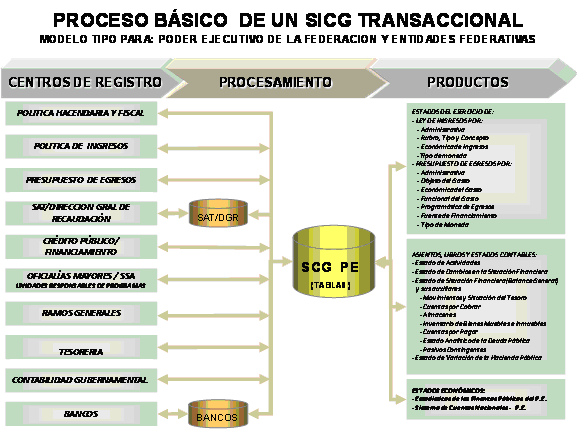 PROCESO BÁSICO DE UN SICG TRANSACCIONAL
MODELO TIPO PARA: PODER EJECUTIVO DE LA FEDERACION Y ENTIDADES FEDERATIVAS
CENTROS DE REGISTRO
PROCESAMIENTO
PRODUCTOS
POLITICA HACENDARIA Y FISCAL
POLITICA DE INGRESOS
PRESUPUESTO DE EGRESOS
SAT/DIRECCION GRAL DE
RECAUDACIÓN
CRÉDITO PÚBLICO/
FINANCIAMIENTO
OFICIALÍAS MAYORES / SSA
UNIDADES RESPONSABLES DE PROGRAMAS
RAMOS GENERALES
TESORERIA
CONTABILIDAD GUBERNAMENTAL
BANCOS
SAT/DGR
BANCOS
SCG PE
(TABLAS)
ESTADOS DEL EJERCICIO DE:
- LEY DE INGRESOS POR:
- Administrativa
- Rubro, Tipo y Concepto
- Económica de Ingresos
- Tipo de moneda
- PRESUPUESTO DE EGRESOS POR:
- Administrativa
- Objeto del Gasto
- Económica del Gasto
- Funcional del Gasto
- Programática de Egresos
- Fuente de Financiamiento
- Tipo de Moneda
ASIENTOS, LIBROS Y ESTADOS CONTABLES:
- Estado de Actividades
- Estado de Cambios en la Situación Financiera
- Estado de Situación Financiera (Balance General)
y sus auxiliares
- Movimientos y Situación del Tesoro
- Cuentas por Cobrar
- Almacenes
- Inventario de Bienes Muebles e Inmuebles
- Cuentas por Pagar
- Estado Analítico de la Deuda Pública
- Pasivos Contingentes
- Estado de Variación de la Hacienda Pública
ESTADOS ECONÓMICOS:
- Estadísticas de las Finanzas Públicas del P.E.
- Sistema de Cuentas Nacionales - P.E.